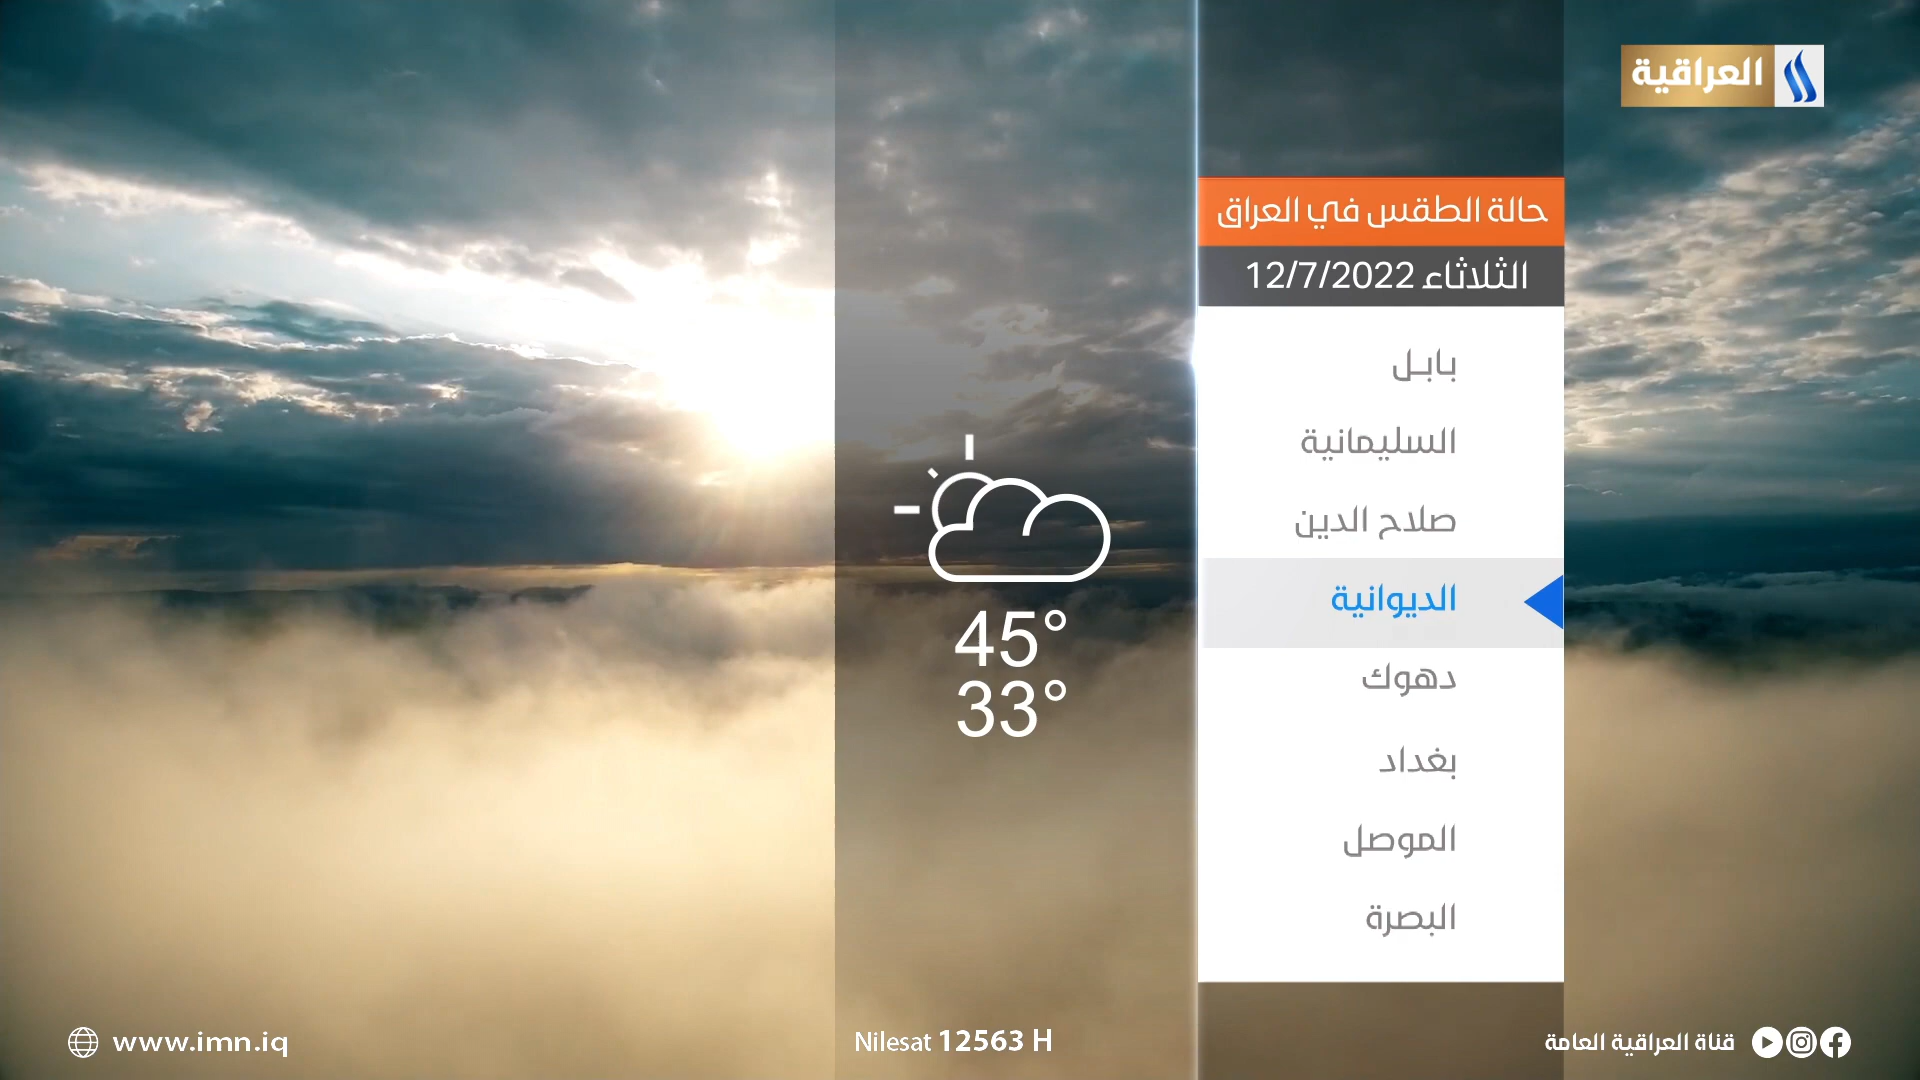 العراقية
حالة الطقس في العراق
الثلاثاء 12/7/2022
بابل
السليمانية
صلاح الدين
الديوانية
دهوك
بغداد
الموصل
البصرة
45°
33°
www.imn.iq
Nilesat 12563 H
قناة العراقية العامة